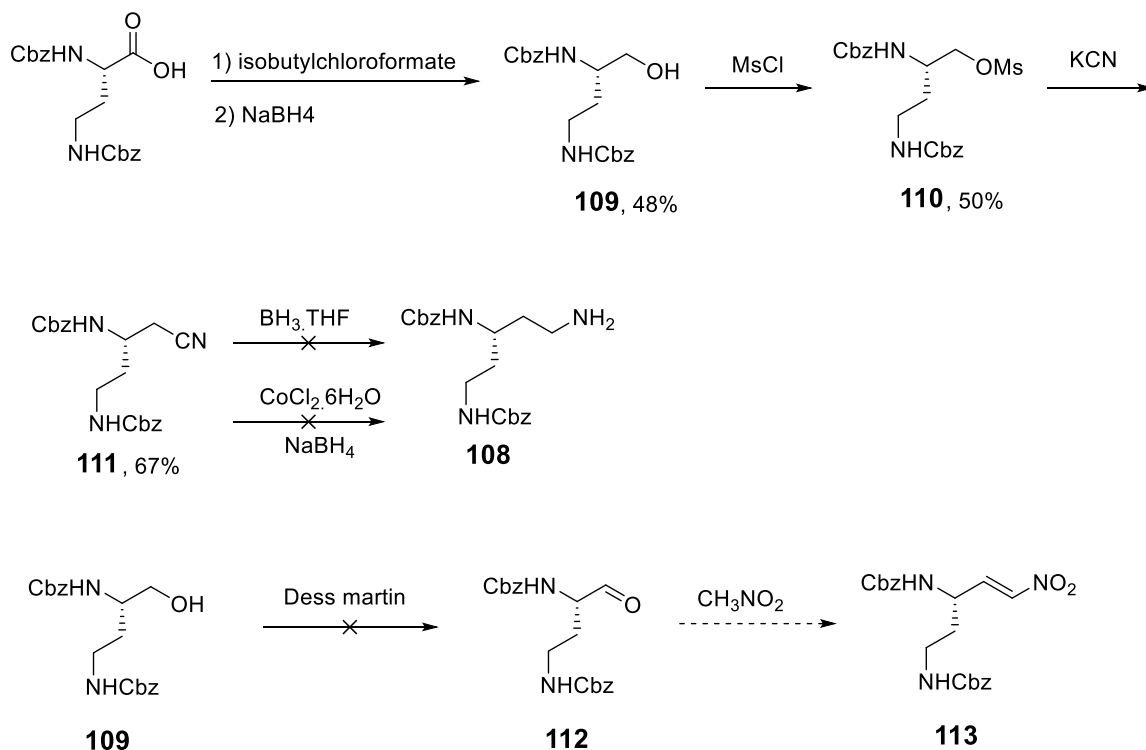 O
CbzHN
OH
NHCbz
1) isobutylchloroformate
2) NaBH4
CbzHN
OH
NHCbz
109, 48%
MsCl
CbzHN
OMs
NHCbz
110, 50%
KCN
CbzHN
CN
NHCbz
111, 67%
BH3.THF
CoCl2.6H2O
NaBH4
CbzHN
NH2
NHCbz
108
CbzHN
OH
NHCbz
109
Dess martin
CbzHN
O
NHCbz
112
CH3NO2
CbzHN
NO2
NHCbz
113